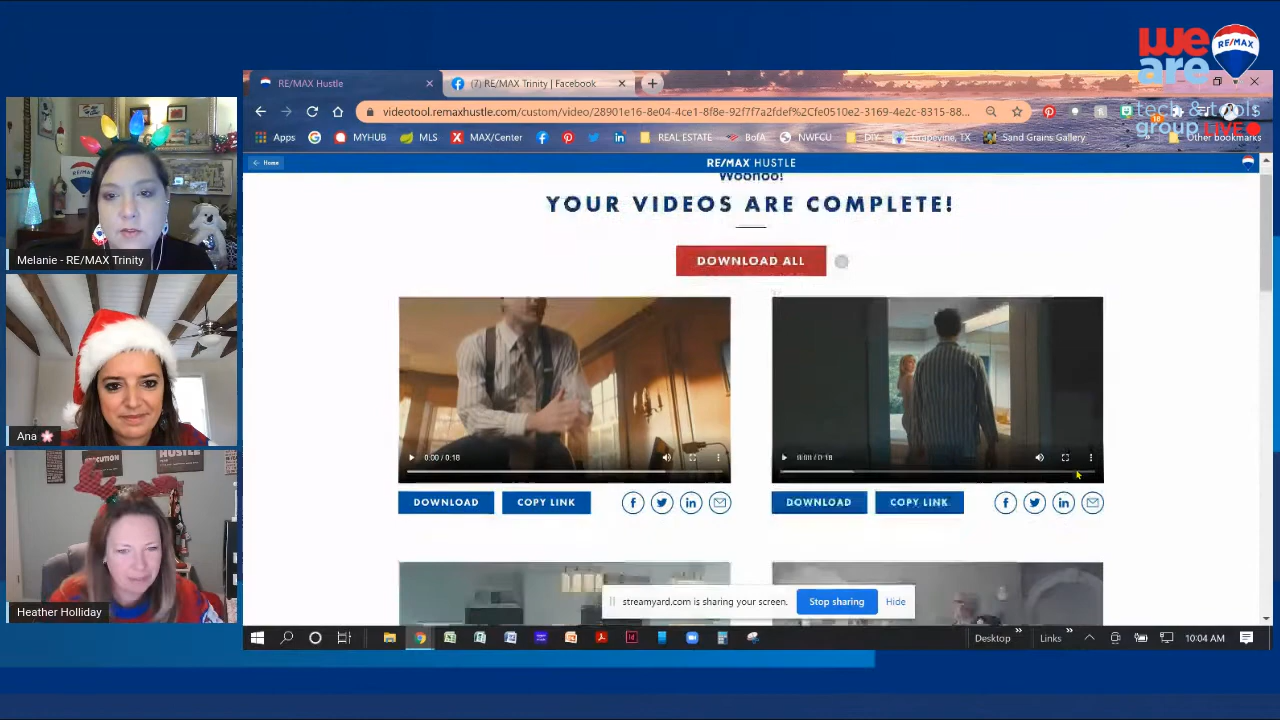 we
are
RE/MAX
tech & tools
group LIVE
RE/MAX Hustle
(7) RE/MAX Trinity | Facebook
videotool.remaxhustle.com/custom/video/28901e16-8e04-4ce1-8f8e-92f7f7a2fdef%2Cfe0510e2-3169-4e2c-8315-88...
Apps
MYHUB
MLS
MAX/Center
REAL ESTATE
BofA
NWFCU
DIY
Grapevine, TX
Sand Grains Gallery
Other bookmarks
Home
RE/MAX HUSTLE
Woohoo!
YOUR VIDEOS ARE COMPLETE!
DOWNLOAD ALL
0:00 / 0:18
0:00 / 0:18
DOWNLOAD
COPY LINK
DOWNLOAD
COPY LINK
streamyard.com is sharing your screen.
Stop sharing
Hide
Desktop
Links
10:04 AM
Melanie - RE/MAX Trinity
Ana
EXECUTION
HUSTLE
Heather Holliday